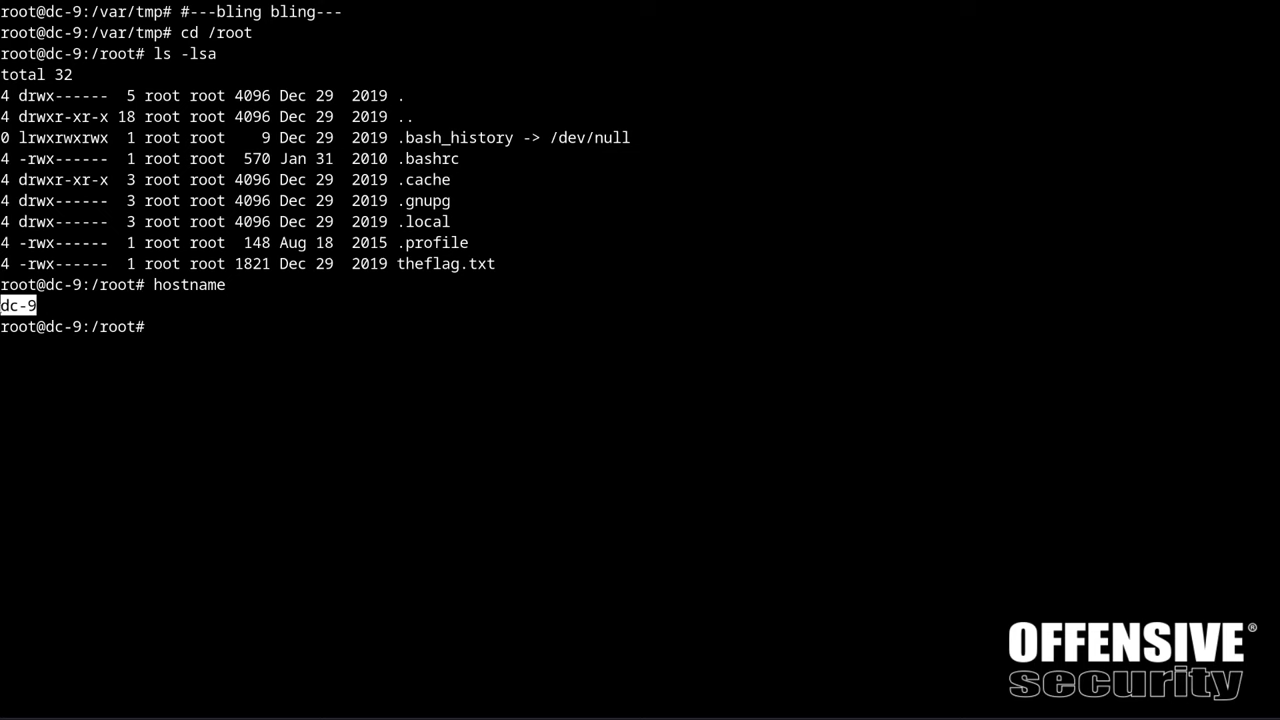 root@dc-9:/var/tmp# #---bling bling---
root@dc-9:/var/tmp# cd /root
root@dc-9:/root# ls -lsa
total 32
4 drwx------  5 root root 4096 Dec 29  2019 .
4 drwxr-xr-x 18 root root 4096 Dec 29  2019 ..
0 lrwxrwxrwx  1 root root    9 Dec 29  2019 .bash_history -> /dev/null
4 -rwx------  1 root root  570 Jan 31  2010 .bashrc
4 drwxr-xr-x  3 root root 4096 Dec 29  2019 .cache
4 drwx------  3 root root 4096 Dec 29  2019 .gnupg
4 drwx------  3 root root 4096 Dec 29  2019 .local
4 -rwx------  1 root root  148 Aug 18  2015 .profile
4 -rwx------  1 root root 1821 Dec 29  2019 theflag.txt
root@dc-9:/root# hostname
dc-9
root@dc-9:/root#
OFFENSIVE®
security